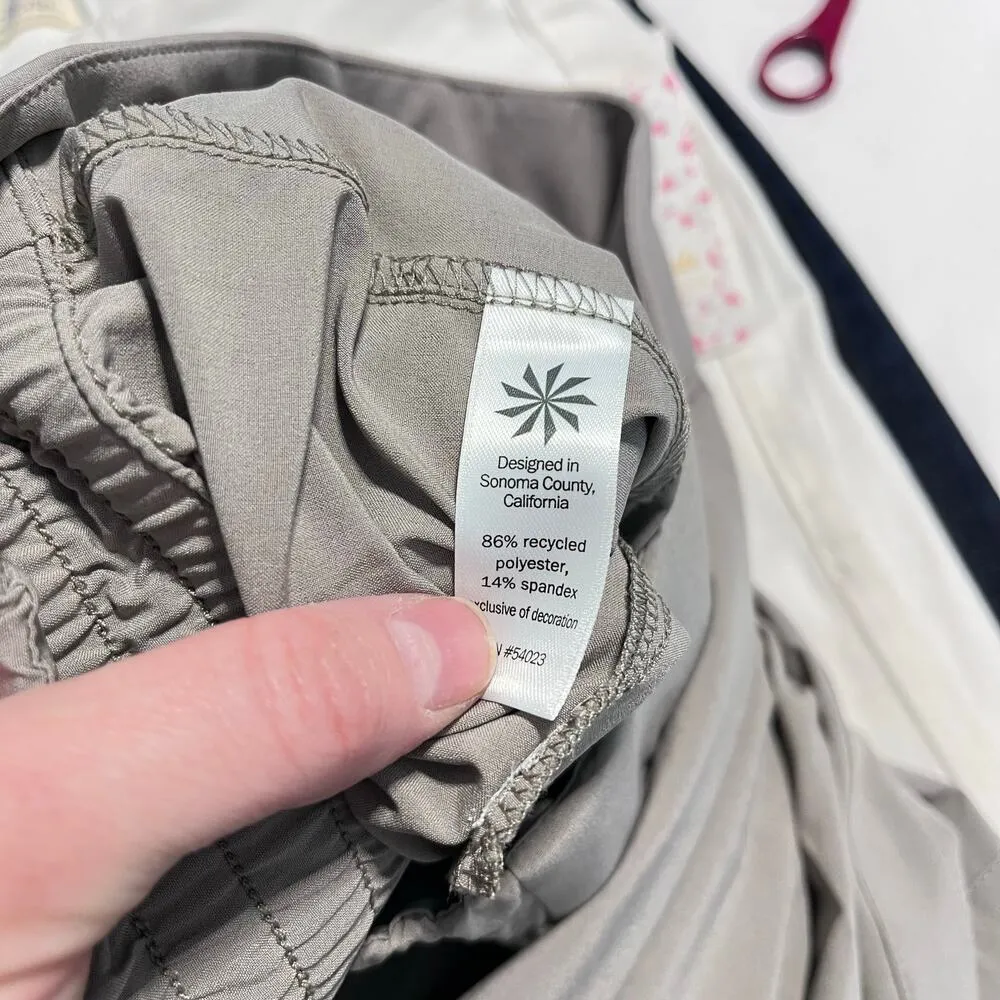 Designed in
Sonoma County,
California
86% recycled
polyester,
14% spandex
xclusive of decoration
N #54023